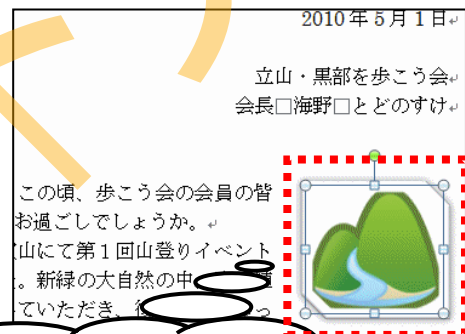 2010年5月1日
立山・黒部を歩こう会
会長□海野□とどのすけ
この頃、歩こう会の会員の皆
お過ごしでしょうか。
山にて第1回山登りイベント
。新緑の大自然の中
ていただき、